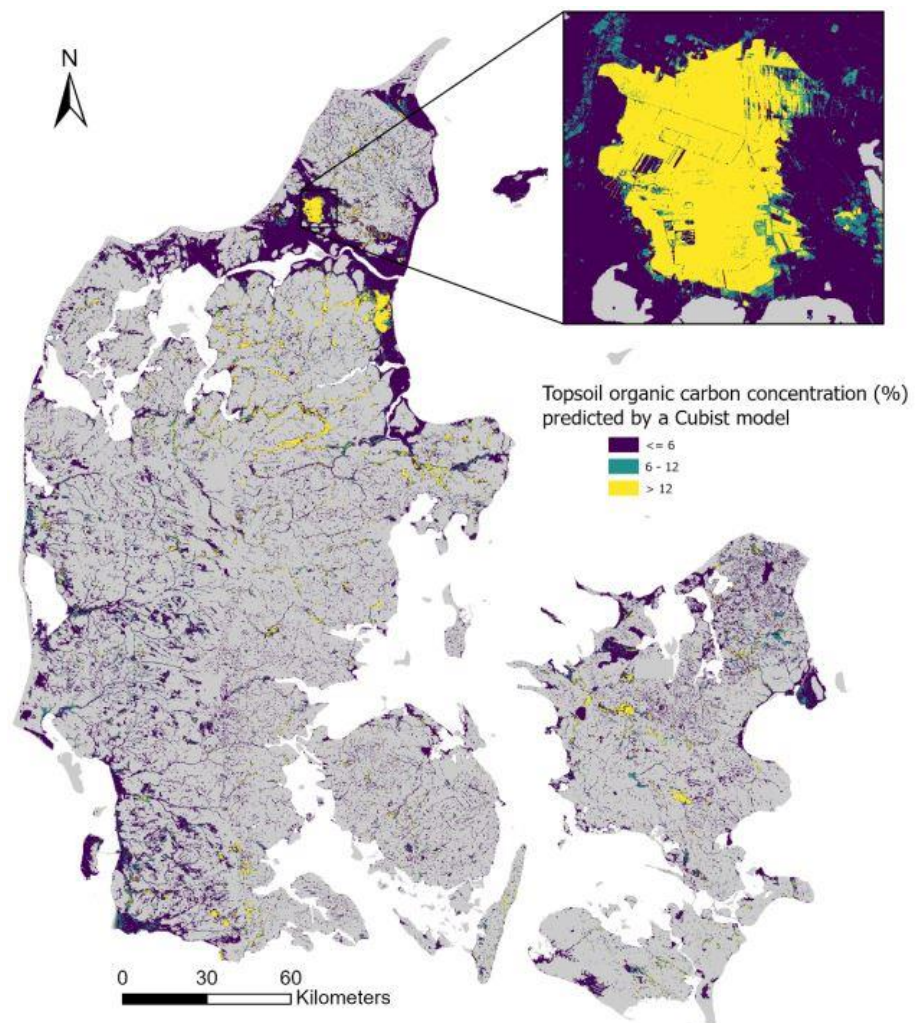 N
Topsoil organic carbon concentration (%)
predicted by a Cubist model
<= 6
6 - 12
> 12
0 30 60
Kilometers